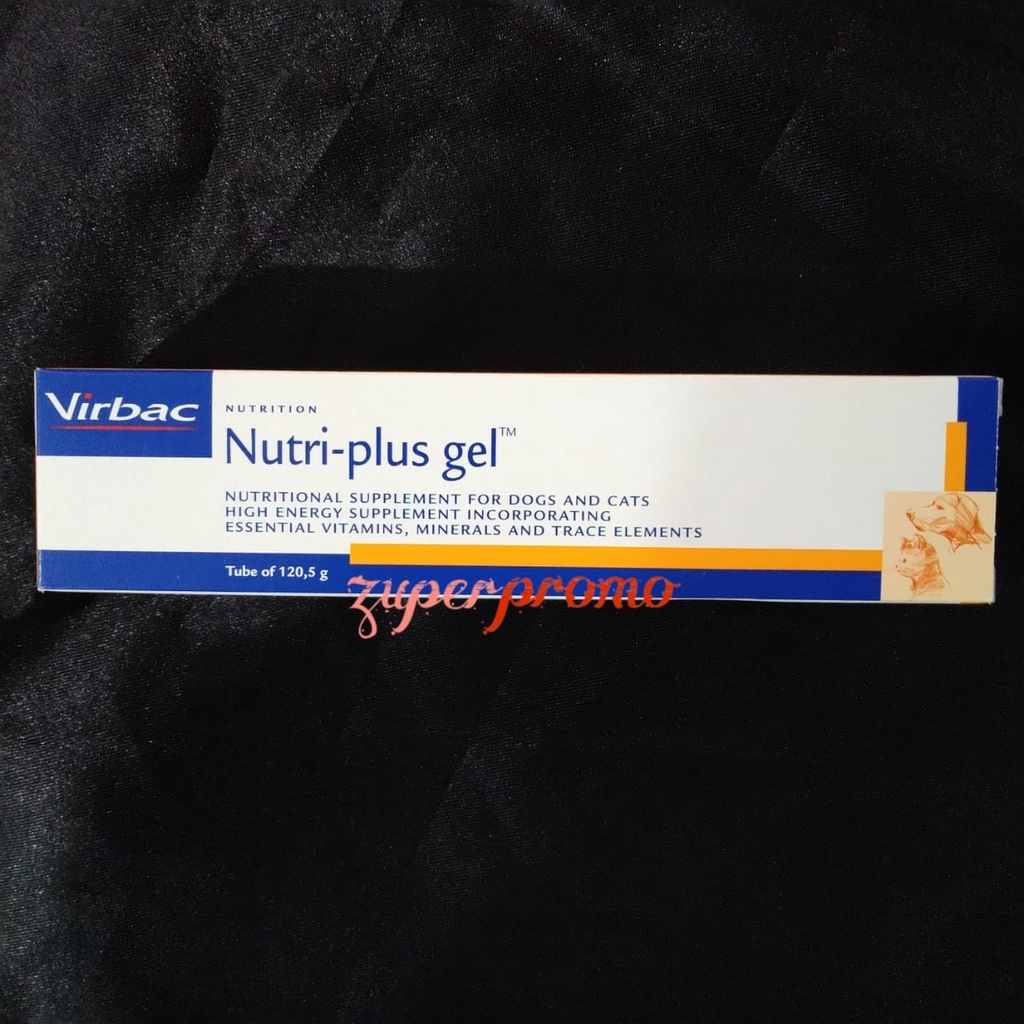 Virbac
NUTRITION
Nutri-plus gel™
NUTRITIONAL SUPPLEMENT FOR DOGS AND CATS
HIGH ENERGY SUPPLEMENT INCORPORATING
ESSENTIAL VITAMINS, MINERALS AND TRACE ELEMENTS
Tube of 120,5 g
zuperpromo